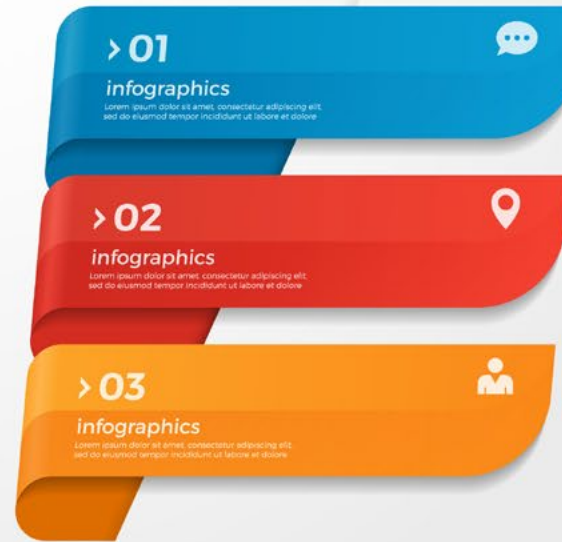 › 01
infographics
Lorem ipsum dolor sit amet, consectetur adipiscing elit,
sed do eiusmod tempor incididunt ut labore et dolore
› 02
infographics
Lorem ipsum dolor sit amet, consectetur adipiscing elit,
sed do eiusmod tempor incididunt ut labore et dolore
› 03
infographics
Lorem ipsum dolor sit amet, consectetur adipiscing elit,
sed do eiusmod tempor incididunt ut labore et dolore